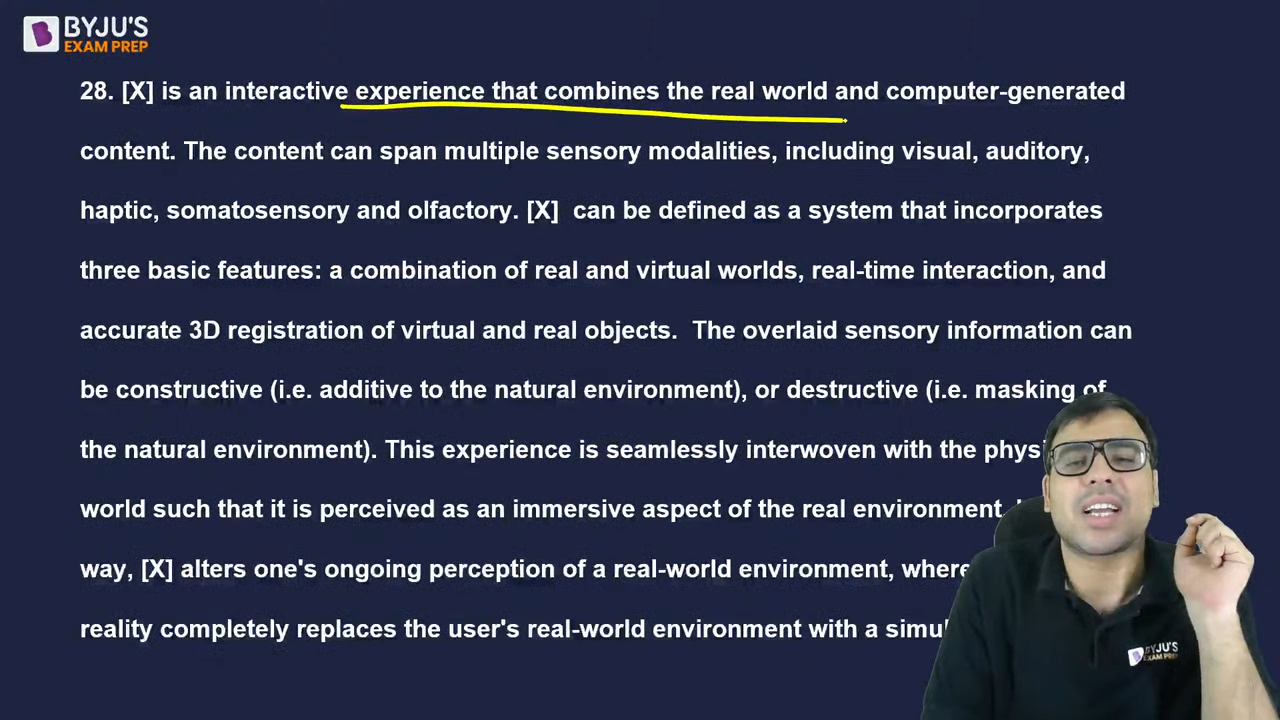 BYJU'S
EXAM PREP
28. [X] is an interactive experience that combines the real world and computer-generated
content. The content can span multiple sensory modalities, including visual, auditory,
haptic, somatosensory and olfactory. [X] can be defined as a system that incorporates
three basic features: a combination of real and virtual worlds, real-time interaction, and
accurate 3D registration of virtual and real objects. The overlaid sensory information can
be constructive (i.e. additive to the natural environment), or destructive (i.e. masking of
the natural environment). This experience is seamlessly interwoven with the
world such that it is perceived as an immersive aspect of the real environment.
way, [X] alters one's ongoing perception of a real-world environment,
reality completely replaces the user's real-world environment with a
BYJU'S
EXAM PREP